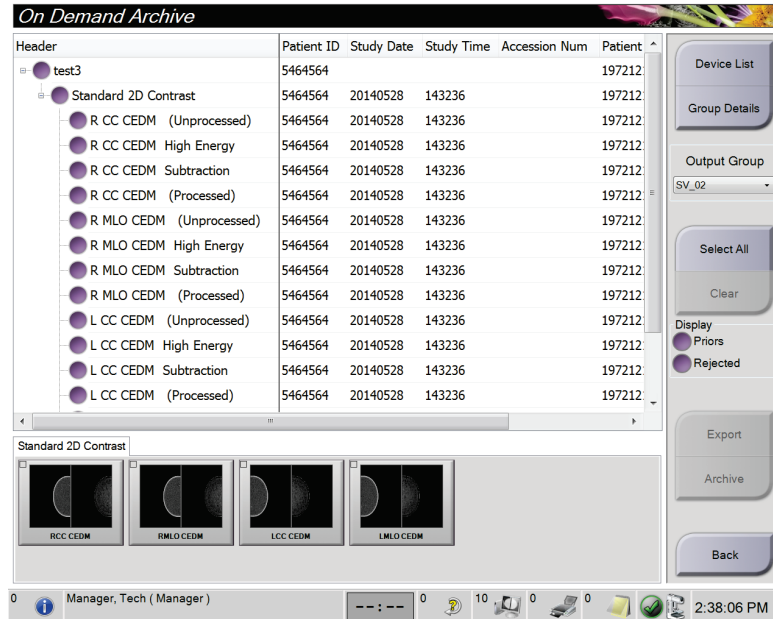 On Demand Archive
Header Patient ID Study Date Study Time Accession Num Patient
test3 5464564 197212
Standard 2D Contrast 5464564 20140528 143236 197212
R CC CEDM (Unprocessed) 5464564 20140528 143236 197212
R CC CEDM High Energy 5464564 20140528 143236 197212
R CC CEDM Subtraction 5464564 20140528 143236 197212
R CC CEDM (Processed) 5464564 20140528 143236 197212
R MLO CEDM (Unprocessed) 5464564 20140528 143236 197212
R MLO CEDM High Energy 5464564 20140528 143236 197212
R MLO CEDM Subtraction 5464564 20140528 143236 197212
R MLO CEDM (Processed) 5464564 20140528 143236 197212
L CC CEDM (Unprocessed) 5464564 20140528 143236 197212
L CC CEDM High Energy 5464564 20140528 143236 197212
L CC CEDM Subtraction 5464564 20140528 143236 197212
L CC CEDM (Processed) 5464564 20140528 143236 197212
Device List
Group Details
Output Group
SV_02
Select All
Clear
Display
Priors
Rejected
Export
Archive
Back
Standard 2D Contrast
RCC CEDM RMLO CEDM LCC CEDM LMLO CEDM
0 Manager, Tech ( Manager ) --:-- 0 10 0 0 2:38:06 PM